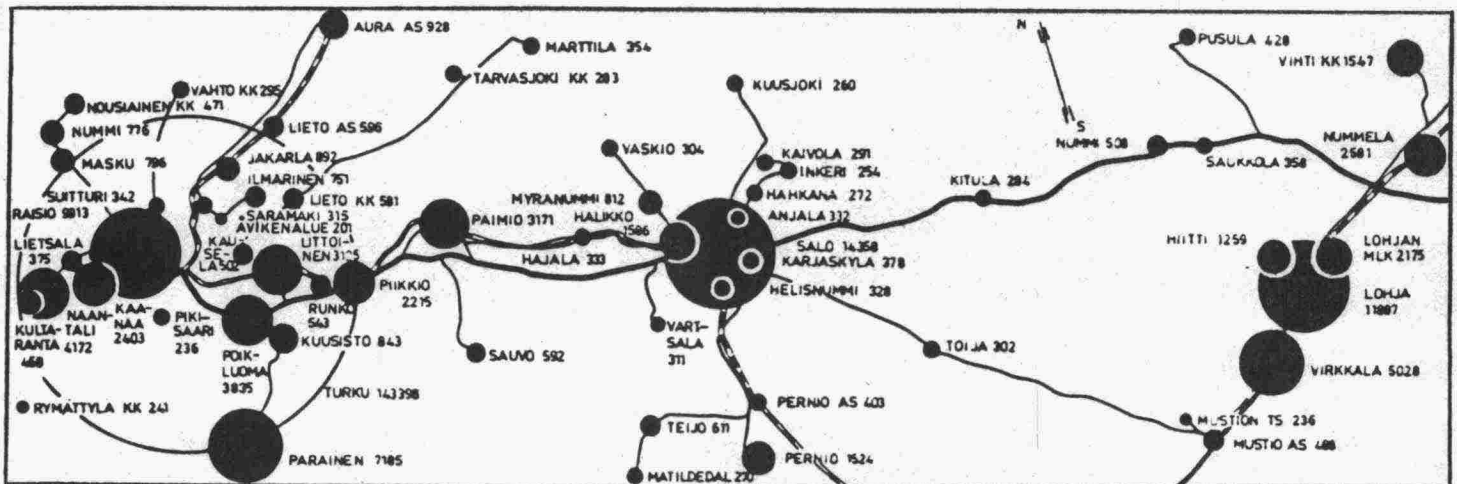 AURA AS 928
MARTTILA 354
TARVASJOKI KK 283
VAHTO KK 295
NOUSIAINEN KK 471
NUMMI 776
MASKU 786
LIETO AS 596
JAKARLA 892
ILMARINEN 751
LIETO KK 581
SUITTURI 342
RAISIO 9813
SARAMAKI 315
AVIKENALUE 201
LIETSALA
375
KAU-
SE-
LA 502
LITTOI-
NEN 3105
PAIMIO 3171
PIIKKIO
2215
RUNKO
543
KULTA-
RANTA
468
NAAN-
TALI
4172
KAA-
NAA
2403
PIKI-
SAARI
236
POIK-
LUOMA
3835
KUUSISTO 843
TURKU 143398
RYMATTYLA KK 241
PARAINEN 7185
KUUSJOKI 260
VASKIO 304
KAIVOLA 291
INKERI 254
HAHKANA 272
MYRANUMMI 812
HALIKKO
1586
HAJALA 333
ANJALA 332
SALO 14358
KARJASKYLA 378
HELISNUMMI 328
VART-
SALA
311
SAUVO 592
TEIJO 611
MATILDEDAL 270
PERNIO AS 403
PERNIO 1524
N
S
PUSULA 428
VIHTI KK 1547
NUMMI 508
SAUKKOLA 358
NUMMELA
2581
KITULA 284
HIITTI 1259
LOHJAN
MLK 2175
LOHJA
11887
VIRKKALA 5028
TOIJA 302
MUSTION TS 236
MUSTIO AS 488